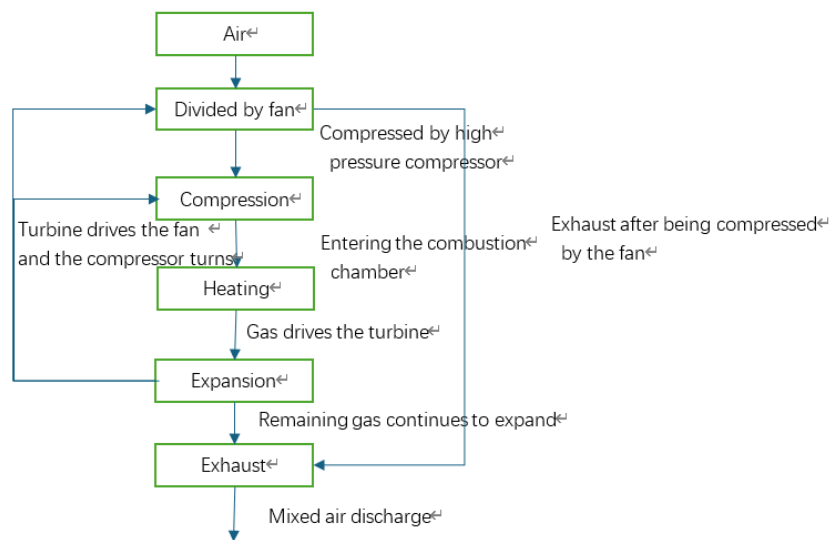 Air
Divided by fan
Compressed by high
pressure compressor
Compression
Turbine drives the fan
and the compressor turns
Exhaust after being compressed
by the fan
Entering the combustion
chamber
Heating
Gas drives the turbine
Expansion
Remaining gas continues to expand
Exhaust
Mixed air discharge